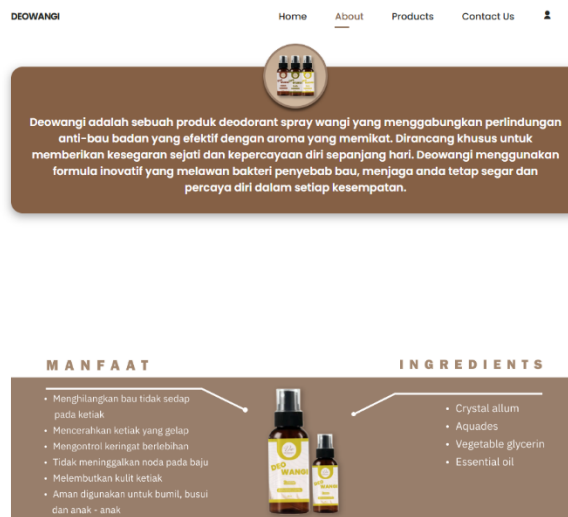 DEOWANGI
Home About Products Contact Us
Deowangi adalah sebuah produk deodorant spray wangi yang menggabungkan perlindungan
anti-bau badan yang efektif dengan aroma yang memikat. Dirancang khusus untuk
memberikan kesegaran sejati dan kepercayaan diri sepanjang hari. Deowangi menggunakan
formula inovatif yang melawan bakteri penyebab bau, menjaga anda tetap segar dan
percaya diri dalam setiap kesempatan.
MANFAAT
• Menghilangkan bau tidak sedap
pada ketiak
• Mencerahkan ketiak yang gelap
• Mengontrol keringat berlebihan
• Tidak meninggalkan noda pada baju
• Melembutkan kulit ketiak
• Aman digunakan untuk bumil, busui
dan anak - anak
DEO
WANGI
INGREDIENTS
• Crystal allum
• Aquades
• Vegetable glycerin
• Essential oil